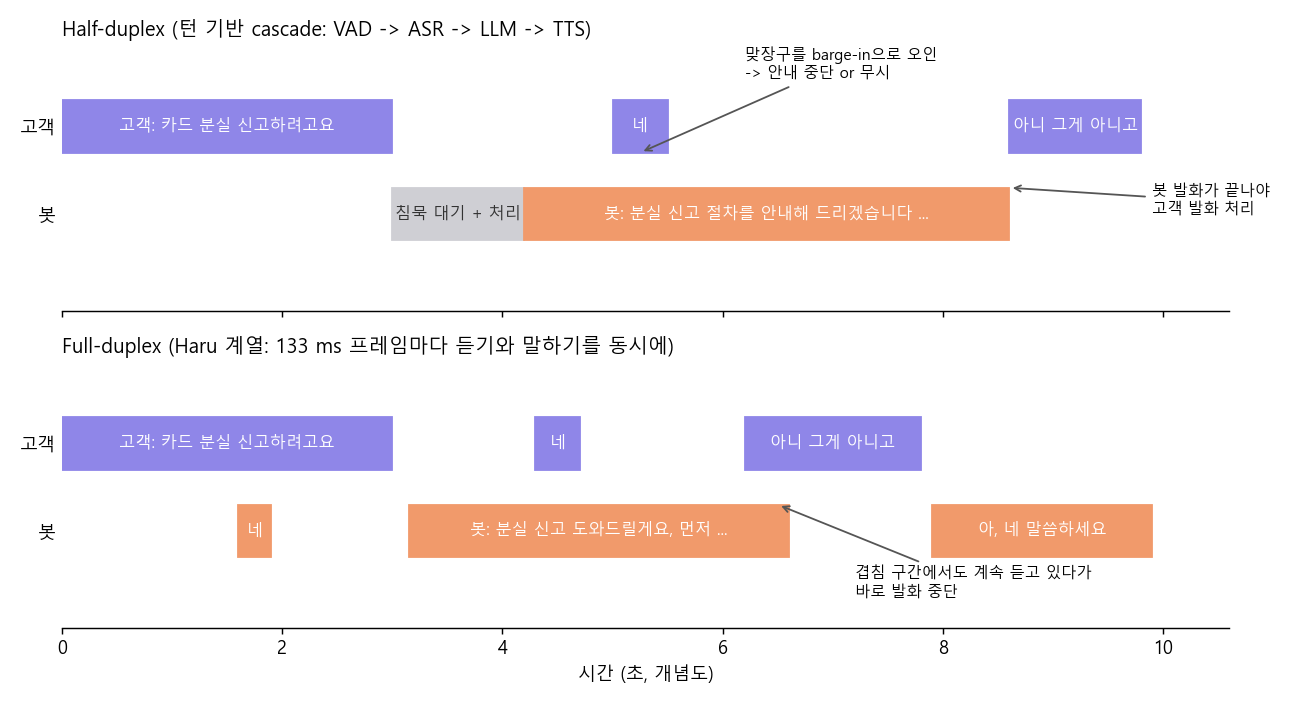 Half-duplex (턴 기반 cascade: VAD -> ASR -> LLM -> TTS)
맞장구를 barge-in으로 오인
-> 안내 중단 or 무시
고객
고객: 카드 분실 신고하려고요
네
아니 그게 아니고
봇
침묵 대기 + 처리
봇: 분실 신고 절차를 안내해 드리겠습니다 ...
봇 발화가 끝나야
고객 발화 처리
Full-duplex (Haru 계열: 133 ms 프레임마다 듣기와 말하기를 동시에)
고객
고객: 카드 분실 신고하려고요
네
아니 그게 아니고
봇
네
봇: 분실 신고 도와드릴게요, 먼저 ...
아, 네 말씀하세요
겹침 구간에서도 계속 듣고 있다가
바로 발화 중단
0 2 4 6 8 10
시간 (초, 개념도)